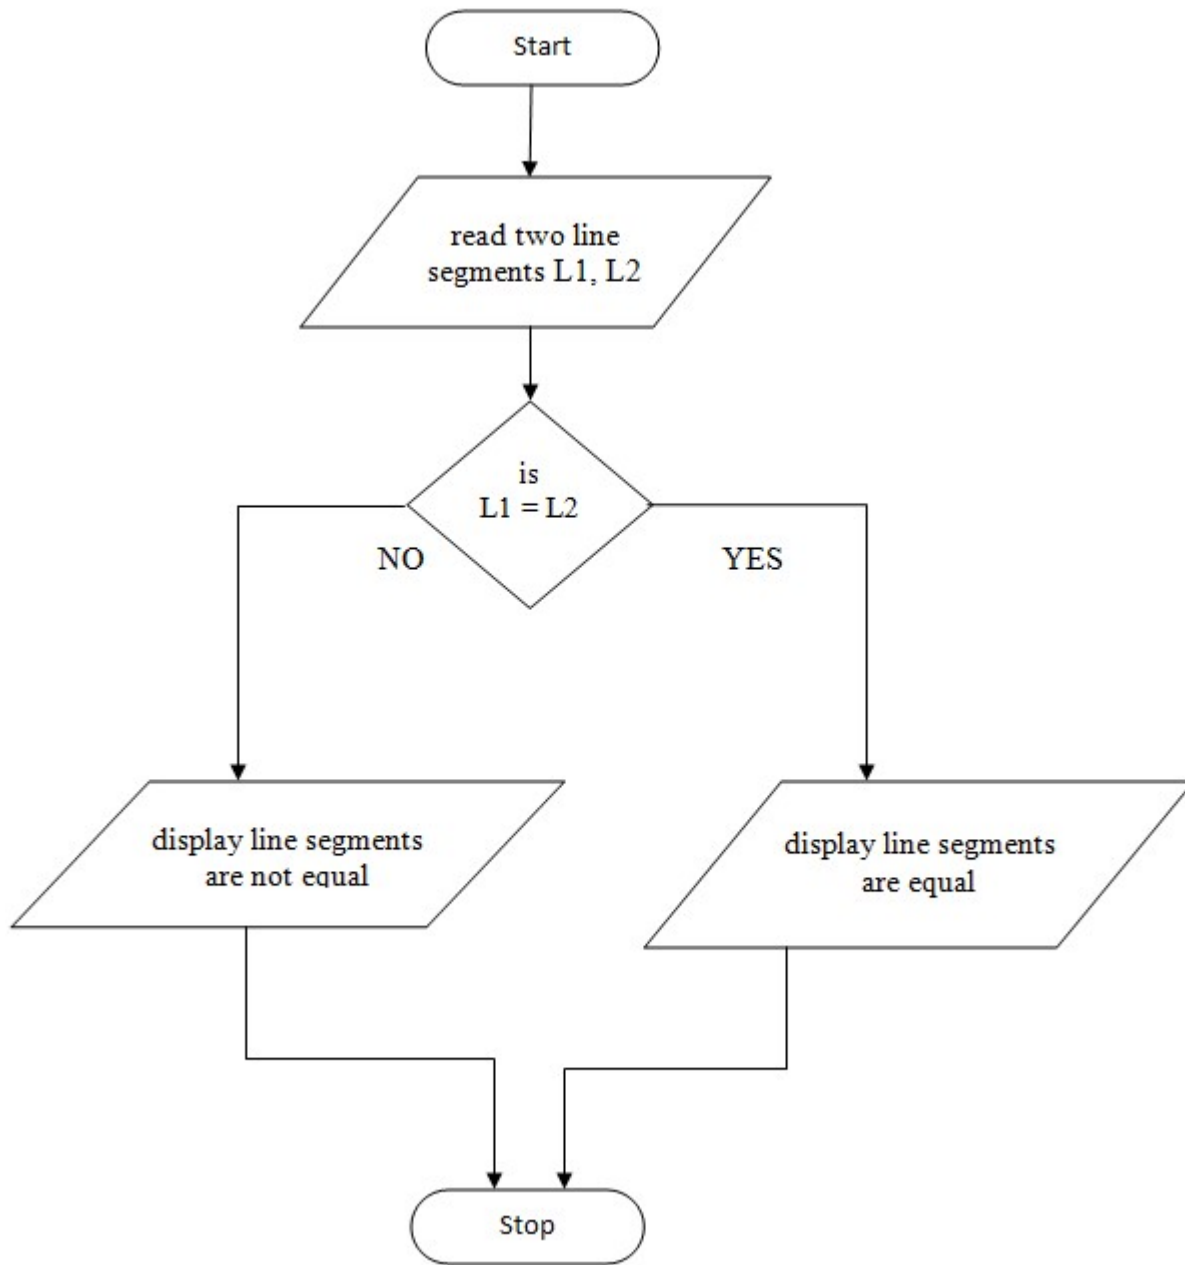 Start
read two line
segments L1, L2
is
L1 = L2
NO
YES
display line segments
are not equal
display line segments
are equal
Stop